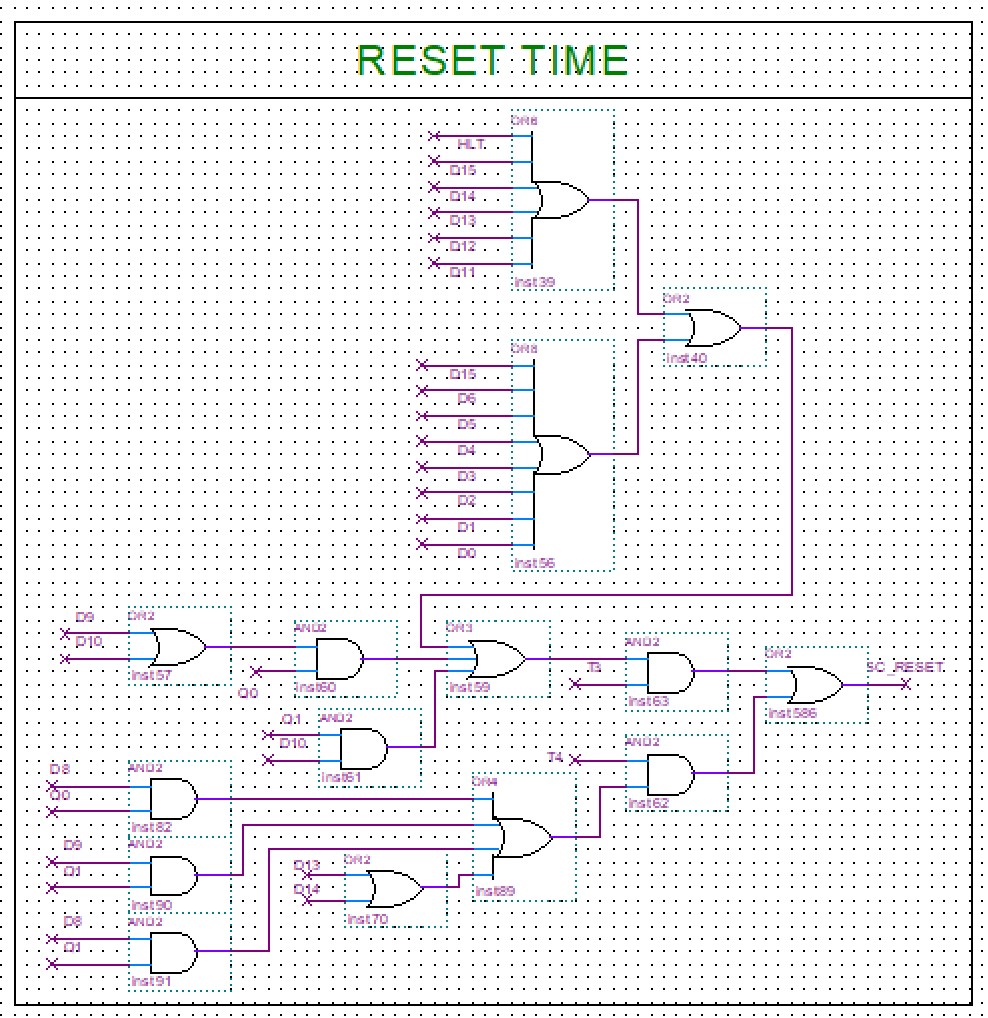 RESET TIME
OR6
HLT
D15
D14
D13
D12
D11
inst39
OR2
inst40
OR8
D15
D6
D5
D4
D3
D2
D1
D0
inst56
D9
D10
OR2
inst57
AND2
Q0
inst60
OR3
inst59
AND2
T3
inst63
OR2
SC_RESET
inst586
Q1
D10
AND2
inst61
T4
AND2
inst62
D8
Q0
AND2
inst82
OR4
inst89
D9
Q1
AND2
inst90
D13
D14
OR2
inst70
D8
Q1
AND2
inst91